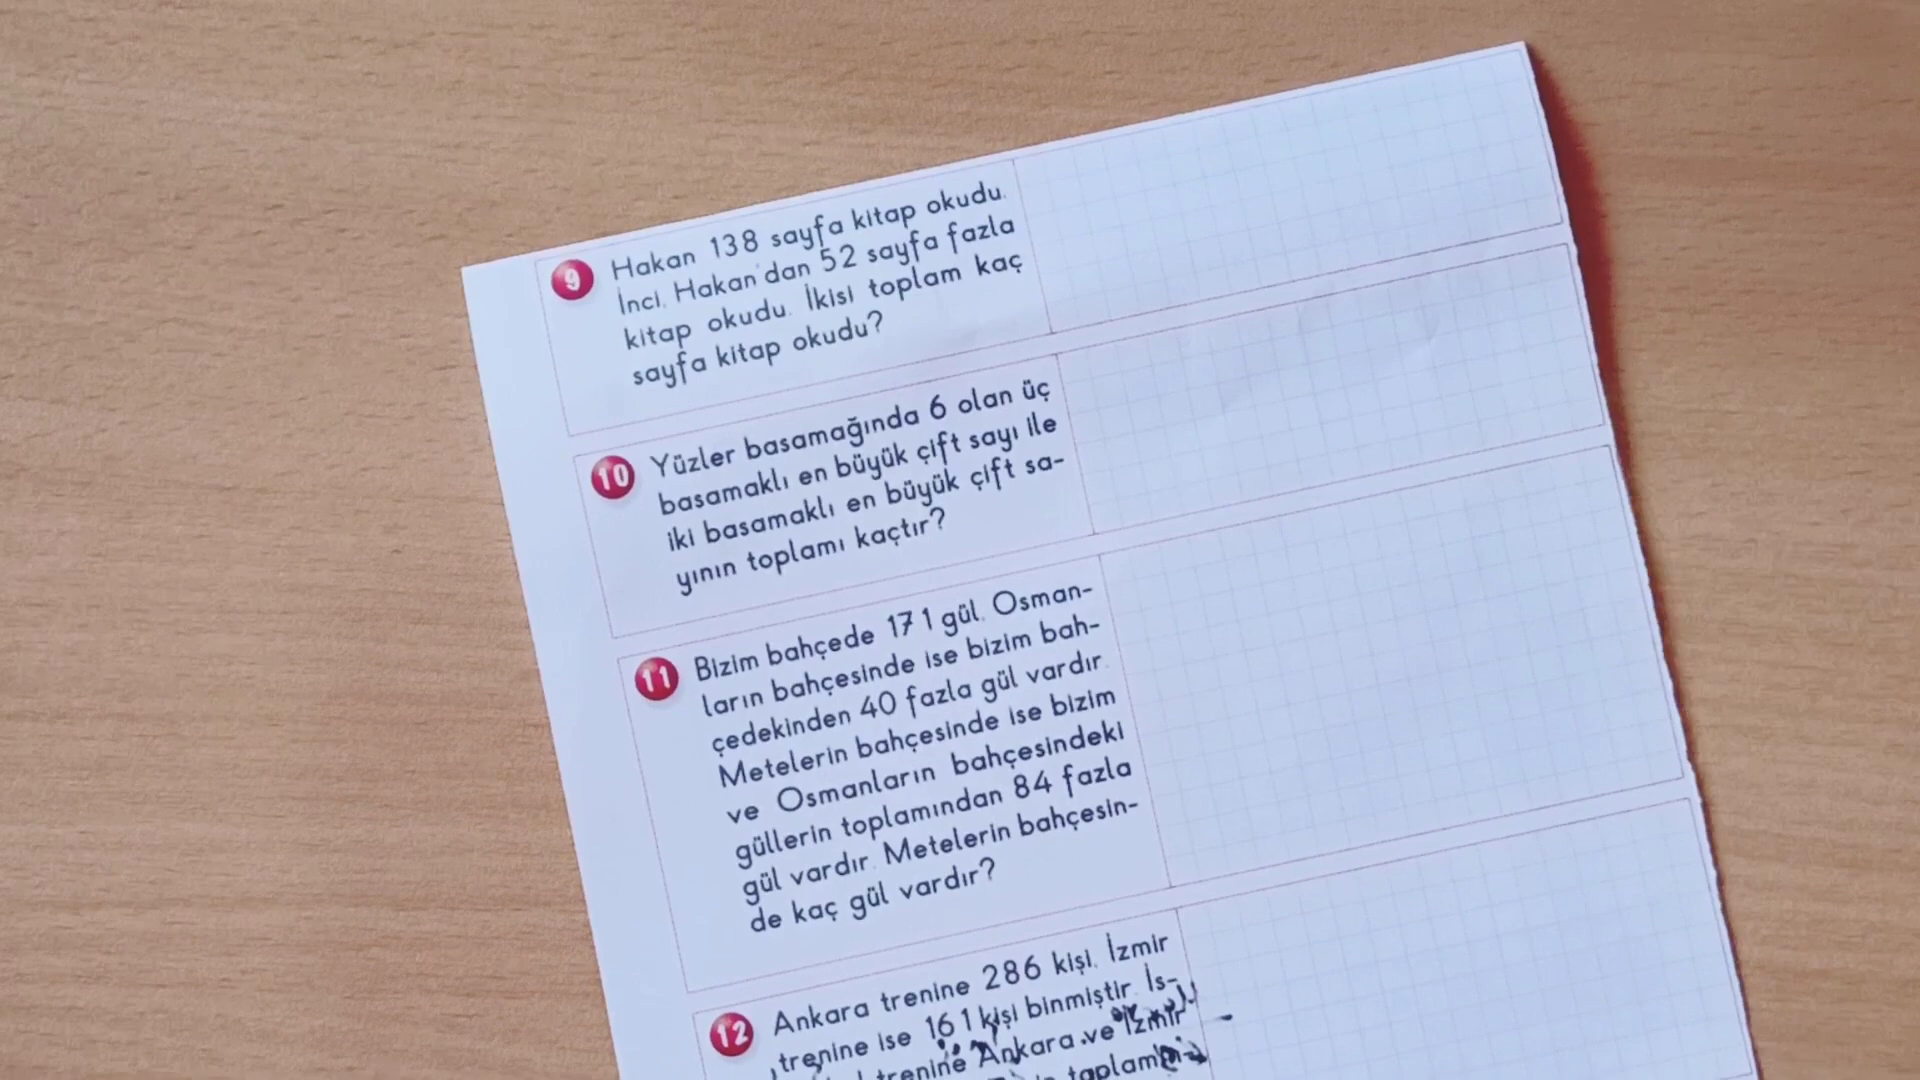 9 Hakan 138 sayfa kitap okudu.
İnci, Hakan'dan 52 sayfa fazla
kitap okudu. İkisi toplam kaç
sayfa kitap okudu?
10 Yüzler basamağında 6 olan üç
basamaklı en büyük çift sayı ile
iki basamaklı en büyük çift sa-
yının toplamı kaçtır?
11 Bizim bahçede 171 gül, Osman-
ların bahçesinde ise bizim bah-
çedekinden 40 fazla gül vardır.
Metelerin bahçesinde ise bizim
ve Osmanların bahçesindeki
güllerin toplamından 84 fazla
gül vardır. Metelerin bahçesin-
de kaç gül vardır?
12 Ankara trenine 286 kişi, İzmir
trenine ise 161 kişi binmiştir. İs-
trenine Ankara ve İzmir